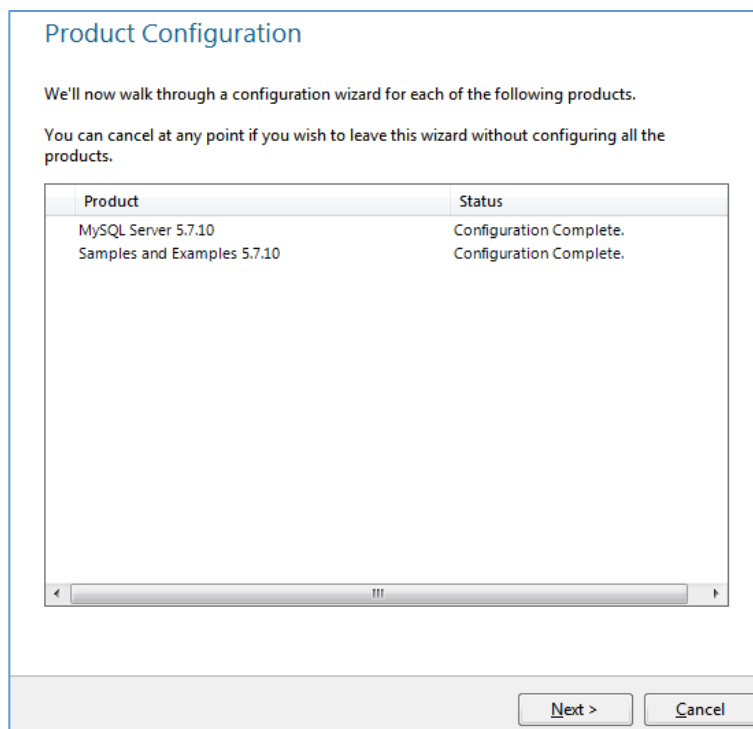 Product Configuration
We'll now walk through a configuration wizard for each of the following products.
You can cancel at any point if you wish to leave this wizard without configuring all the
products.
Product Status
MySQL Server 5.7.10 Configuration Complete.
Samples and Examples 5.7.10 Configuration Complete.
Next > Cancel